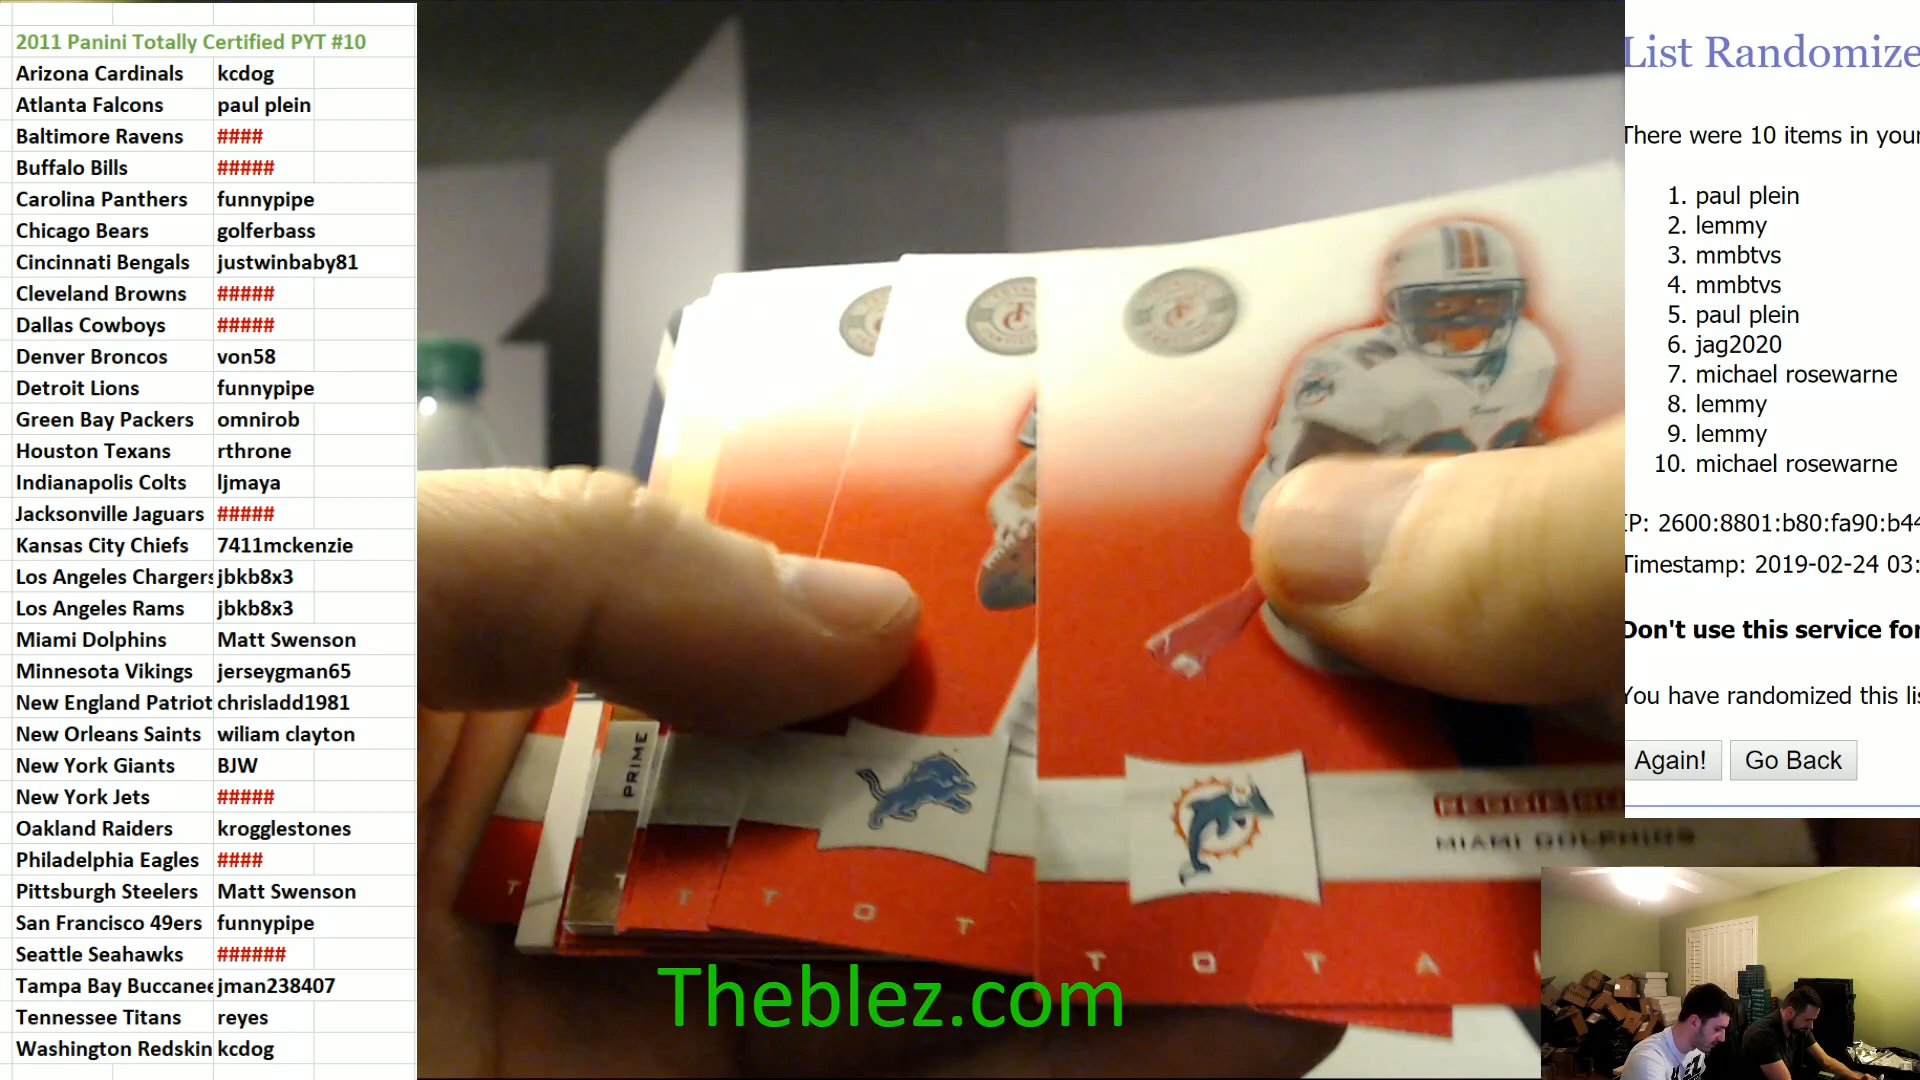 2011 Panini Totally Certified PYT #10
Arizona Cardinals kcdog
Atlanta Falcons paul plein
Baltimore Ravens ####
Buffalo Bills #####
Carolina Panthers funnypipe
Chicago Bears golferbass
Cincinnati Bengals justwinbaby81
Cleveland Browns #####
Dallas Cowboys #####
Denver Broncos von58
Detroit Lions funnypipe
Green Bay Packers omnirob
Houston Texans rthrone
Indianapolis Colts ljmaya
Jacksonville Jaguars #####
Kansas City Chiefs 7411mckenzie
Los Angeles Chargers jbkb8x3
Los Angeles Rams jbkb8x3
Miami Dolphins Matt Swenson
Minnesota Vikings jerseygman65
New England Patriot chrisladd1981
New Orleans Saints wiliam clayton
New York Giants BJW
New York Jets #####
Oakland Raiders krogglestones
Philadelphia Eagles ####
Pittsburgh Steelers Matt Swenson
San Francisco 49ers funnypipe
Seattle Seahawks ######
Tampa Bay Buccanee jman238407
Tennessee Titans reyes
Washington Redskin kcdog
PRIME
MIAMI DOLPHINS
T O T
T O T A
Theblez.com
List Randomize
There were 10 items in your
1. paul plein
2. lemmy
3. mmbtvs
4. mmbtvs
5. paul plein
6. jag2020
7. michael rosewarne
8. lemmy
9. lemmy
10. michael rosewarne
IP: 2600:8801:b80:fa90:b44
Timestamp: 2019-02-24 03:
Don't use this service for
You have randomized this lis
Again! Go Back